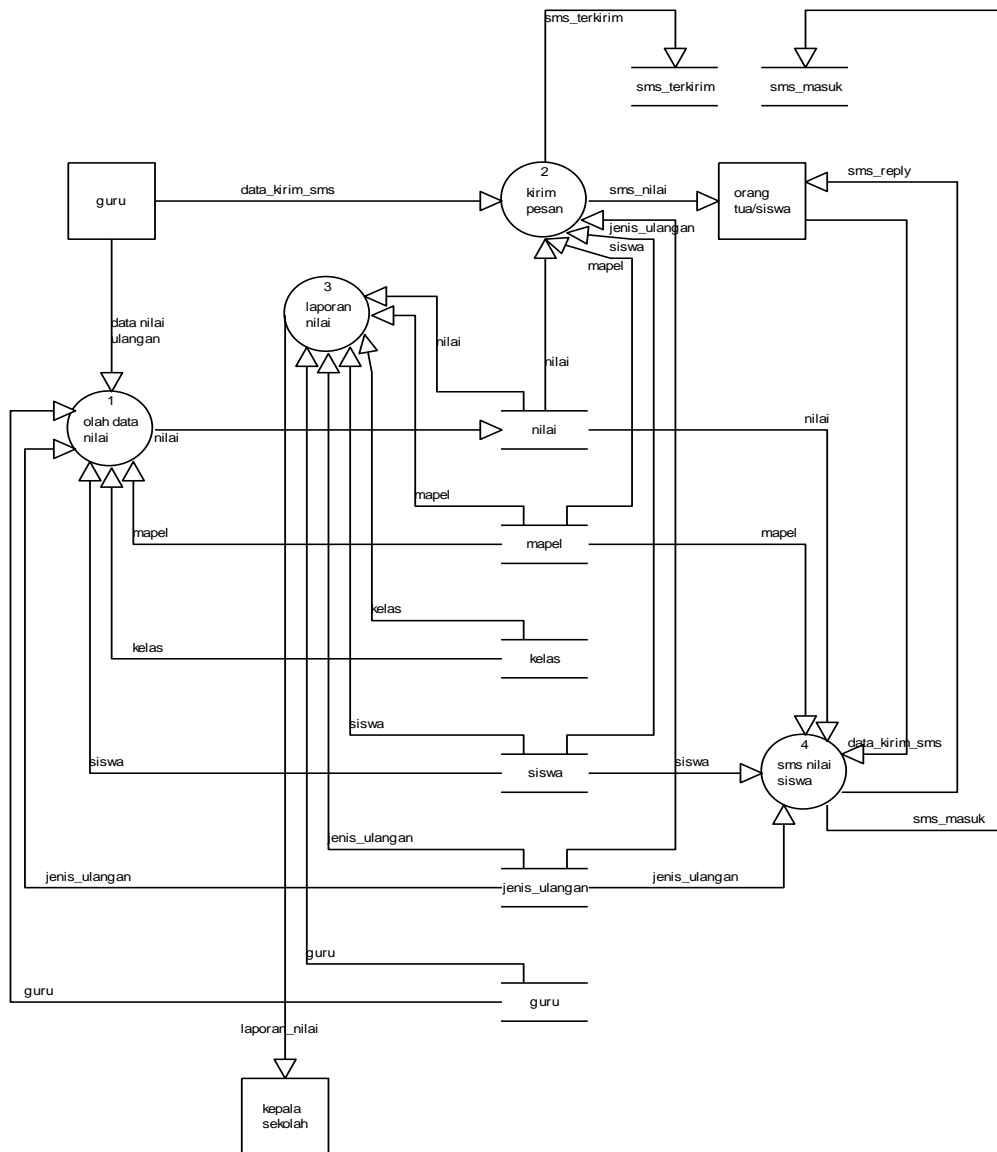 sms_terkirim
sms_terkirim
sms_masuk
guru
data_kirim_sms
2
kirim
pesan
sms_nilai
orang
tua/siswa
sms_reply
jenis_ulangan
siswa
mapel
3
laporan
nilai
data nilai
ulangan
nilai
nilai
1
olah data
nilai
nilai
nilai
nilai
mapel
mapel
mapel
mapel
kelas
kelas
kelas
siswa
siswa
siswa
siswa
4
sms nilai
siswa
data_kirim_sms
sms_masuk
jenis_ulangan
jenis_ulangan
jenis_ulangan
jenis_ulangan
guru
guru
guru
laporan_nilai
kepala
sekolah